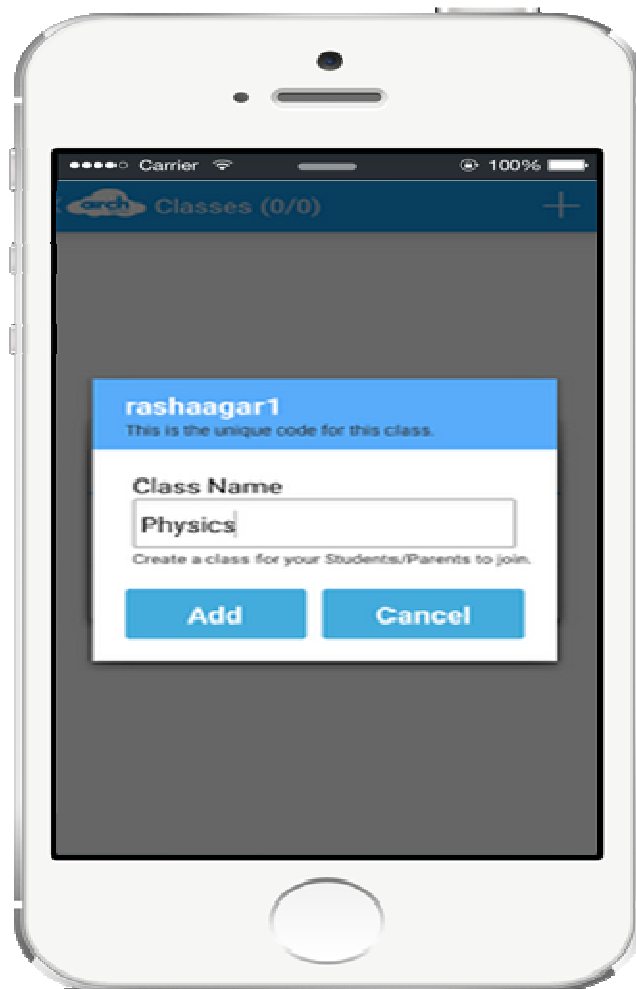 Carrier 100%
Classes (0/0)
rashaagar1
This is the unique code for this class.
Class Name
Physics
Create a class for your Students/Parents to join.
Add Cancel